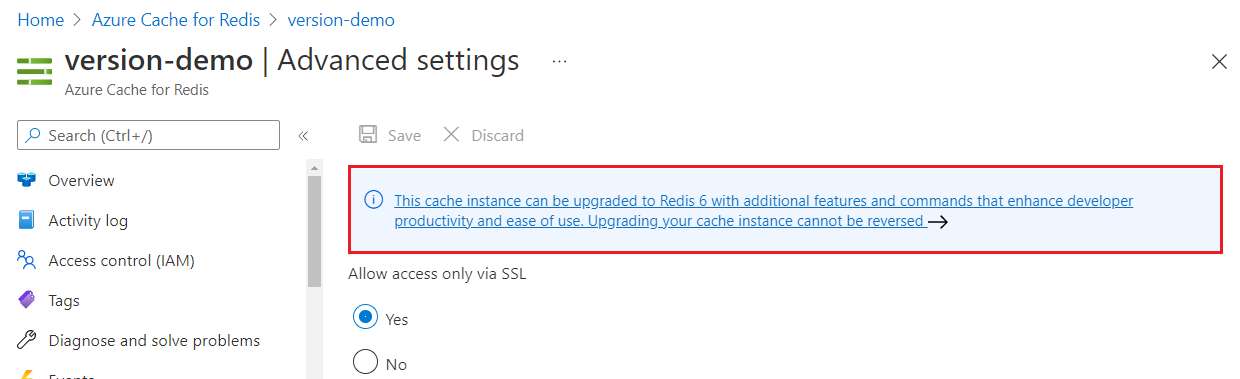 Home > Azure Cache for Redis > version-demo
version-demo | Advanced settings ...
Azure Cache for Redis
Search (Ctrl+/)
«
Save
Discard
Overview
Activity log
Access control (IAM)
Tags
Diagnose and solve problems
Events
This cache instance can be upgraded to Redis 6 with additional features and commands that enhance developer
productivity and ease of use. Upgrading your cache instance cannot be reversed →
Allow access only via SSL
Yes
No